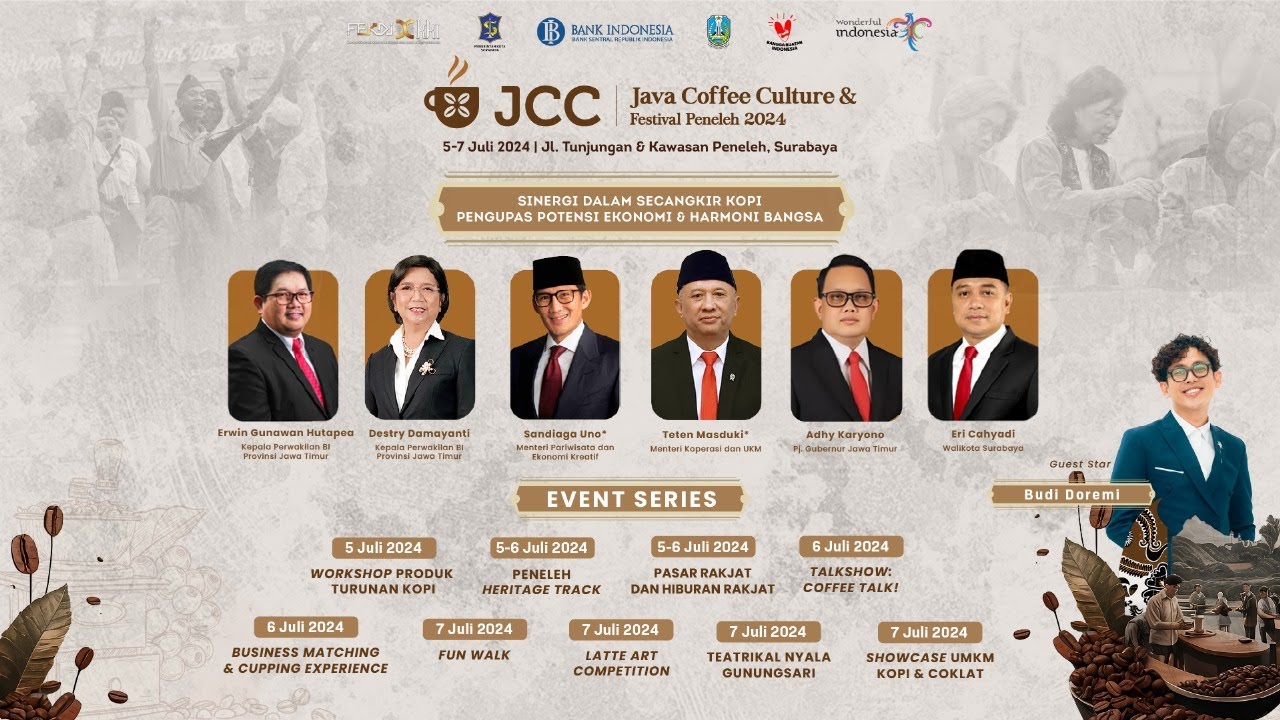 PEMERINTAH KOTA
SURABAYA
BANK INDONESIA
BANK SENTRAL REPUBLIK INDONESIA
BANGGA BUATAN
INDONESIA
wonderful
indonesia
JCC
Java Coffee Culture &
Festival Peneleh 2024
5-7 Juli 2024 | Jl. Tunjungan & Kawasan Peneleh, Surabaya
SINERGI DALAM SECANGKIR KOPI
PENGUPAS POTENSI EKONOMI & HARMONI BANGSA
Erwin Gunawan Hutapea
Kepala Perwakilan BI
Provinsi Jawa Timur
Destry Damayanti
Kepala Perwakilan BI
Provinsi Jawa Timur
Sandiaga Uno*
Menteri Pariwisata dan
Ekonomi Kreatif
Teten Masduki*
Menteri Koperasi dan UKM
Adhy Karyono
Pj. Gubernur Jawa Timur
Eri Cahyadi
Walikota Surabaya
Guest Star
Budi Doremi
EVENT SERIES
5 Juli 2024
WORKSHOP PRODUK
TURUNAN KOPI
5-6 Juli 2024
PENELEH
HERITAGE TRACK
5-6 Juli 2024
PASAR RAKJAT
DAN HIBURAN RAKJAT
6 Juli 2024
TALKSHOW:
COFFEE TALK!
6 Juli 2024
BUSINESS MATCHING
& CUPPING EXPERIENCE
7 Juli 2024
FUN WALK
7 Juli 2024
LATTE ART
COMPETITION
7 Juli 2024
TEATRIKAL NYALA
GUNUNGSARI
7 Juli 2024
SHOWCASE UMKM
KOPI & COKLAT